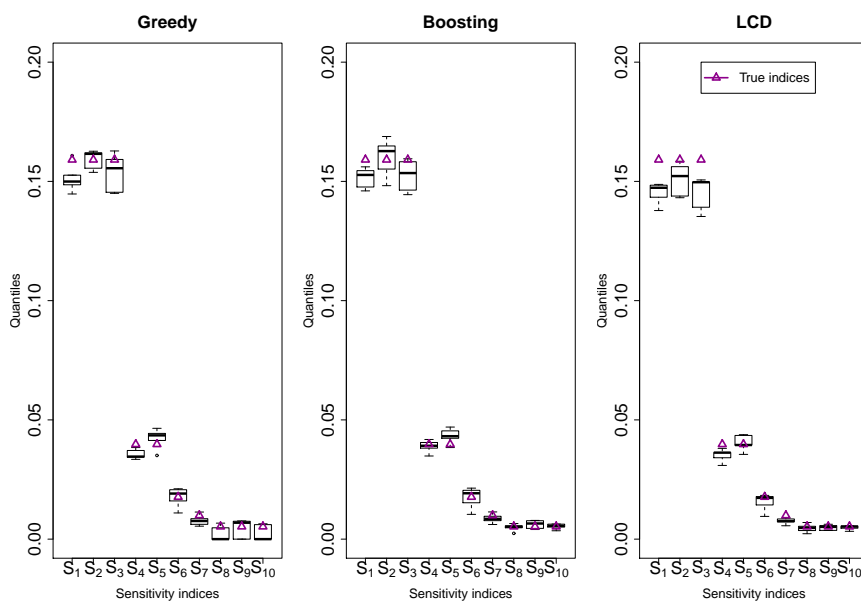 Greedy
Quantiles
0.20
0.15
0.10
0.05
0.00
S1 S2 S3 S4 S5 S6 S7 S8 S9 S10
Sensitivity indices
Boosting
Quantiles
0.20
0.15
0.10
0.05
0.00
S1 S2 S3 S4 S5 S6 S7 S8 S9 S10
Sensitivity indices
LCD
True indices
Quantiles
0.20
0.15
0.10
0.05
0.00
S1 S2 S3 S4 S5 S6 S7 S8 S9 S10
Sensitivity indices